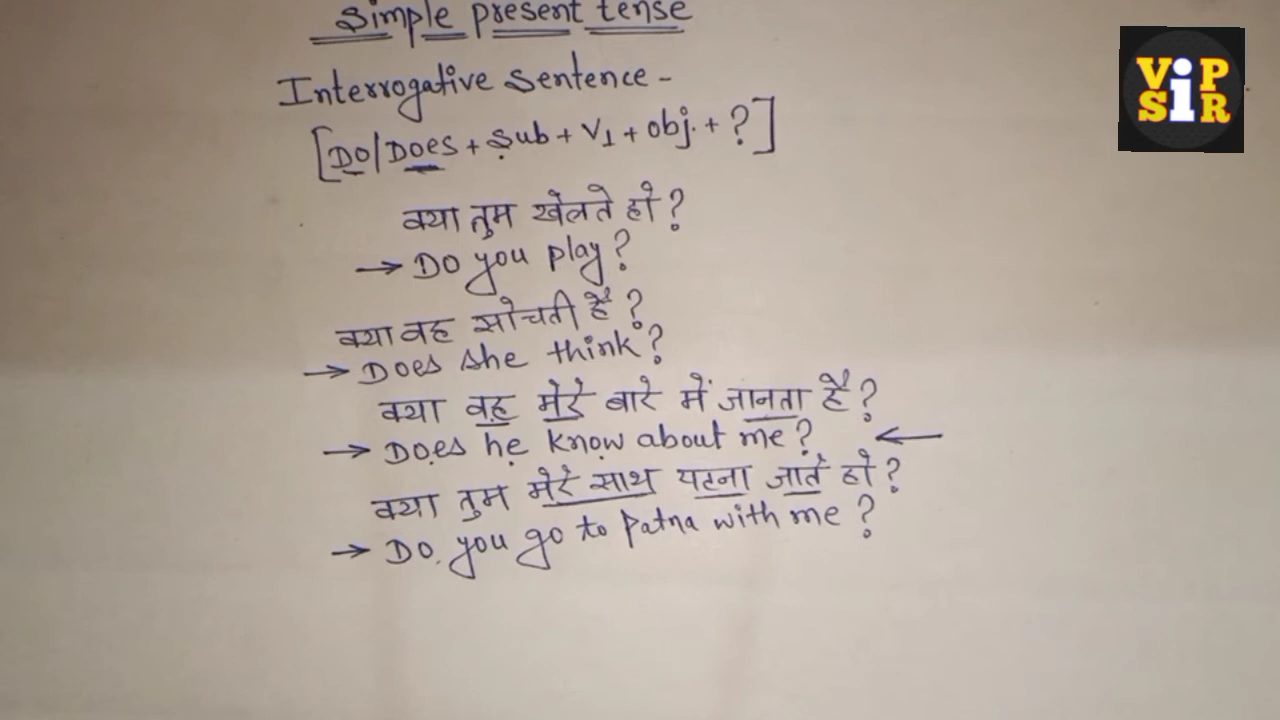 Simple present tense
Interrogative Sentence -
[Do/Does + Sub + V1 + obj. + ?]
क्या तुम खेलते हो?
→ Do you play?
क्या वह सोचती है?
→ Does she think?
क्या वह मेरे बारे में जानता है?
→ Does he know about me? ←
क्या तुम मेरे साथ पटना जाते हो?
→ Do you go to Patna with me?
ViP
SiR